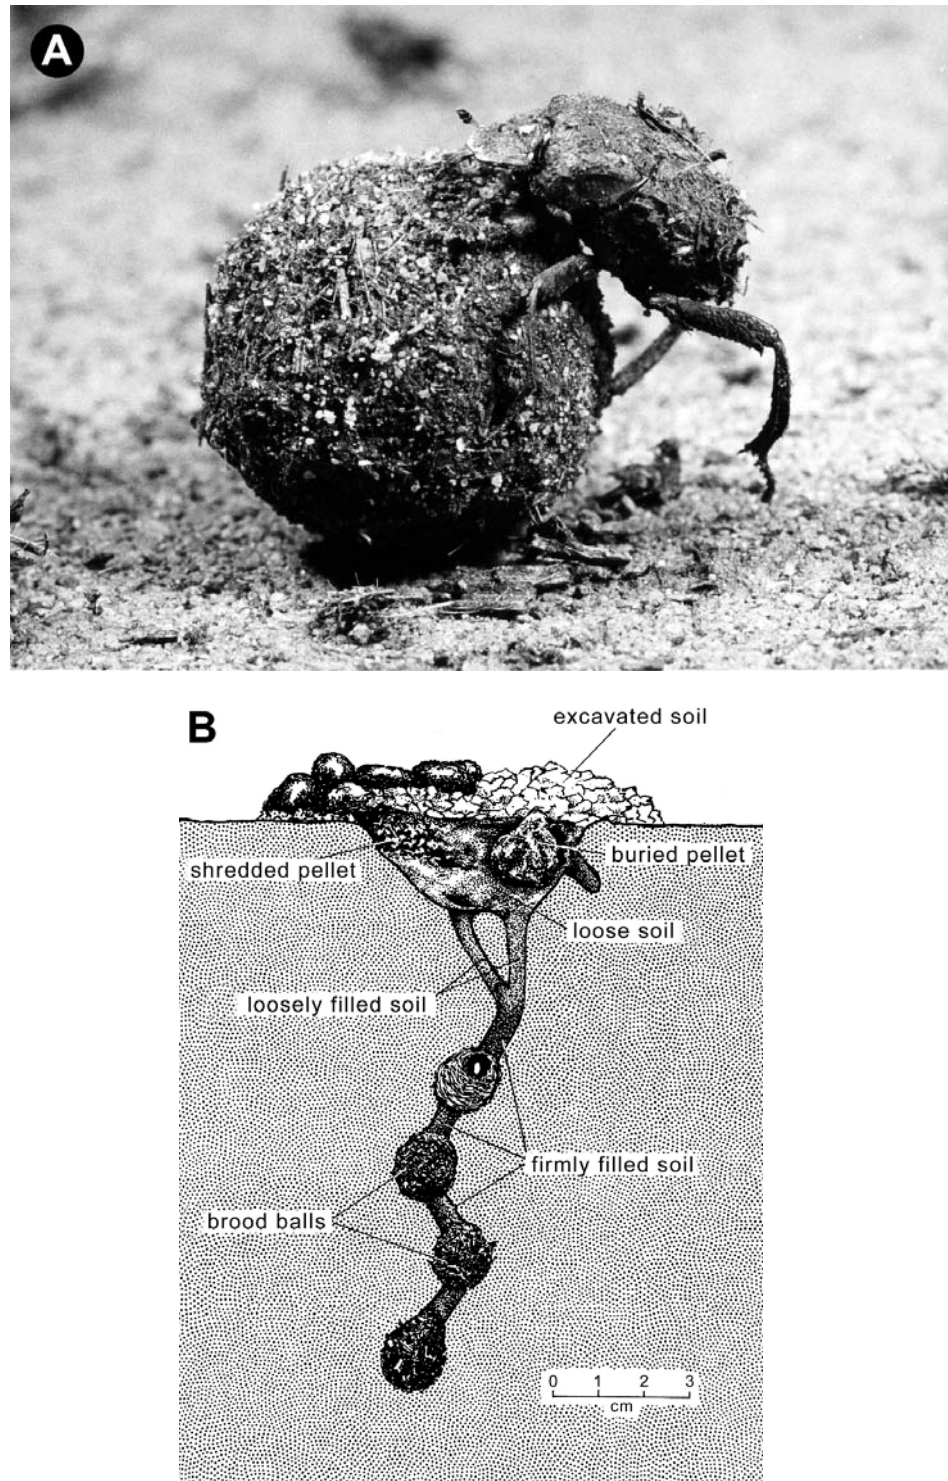 A
B
excavated soil
shredded pellet
buried pellet
loose soil
loosely filled soil
firmly filled soil
brood balls
0 1 2 3
cm